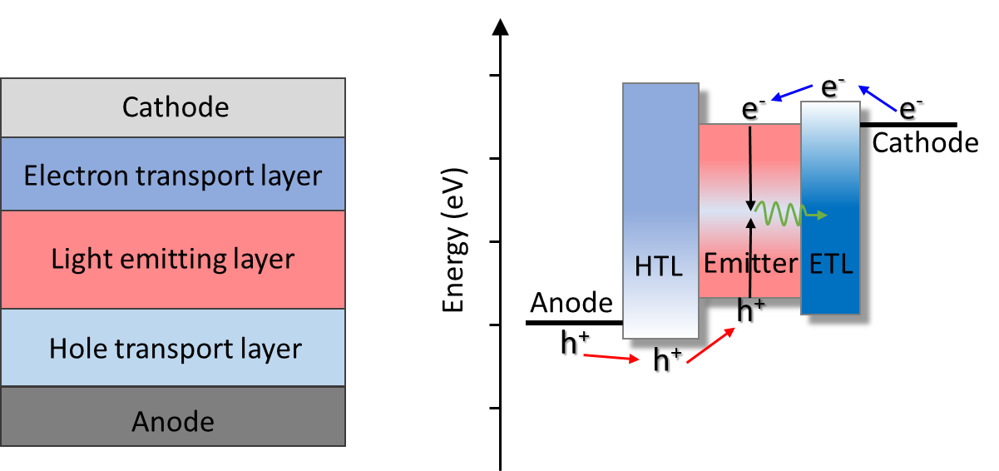 Cathode
Electron transport layer
Light emitting layer
Hole transport layer
Anode
Energy (eV)
e⁻
e⁻
e⁻
Cathode
HTL
Emitter
ETL
Anode
h⁺
h⁺
h⁺